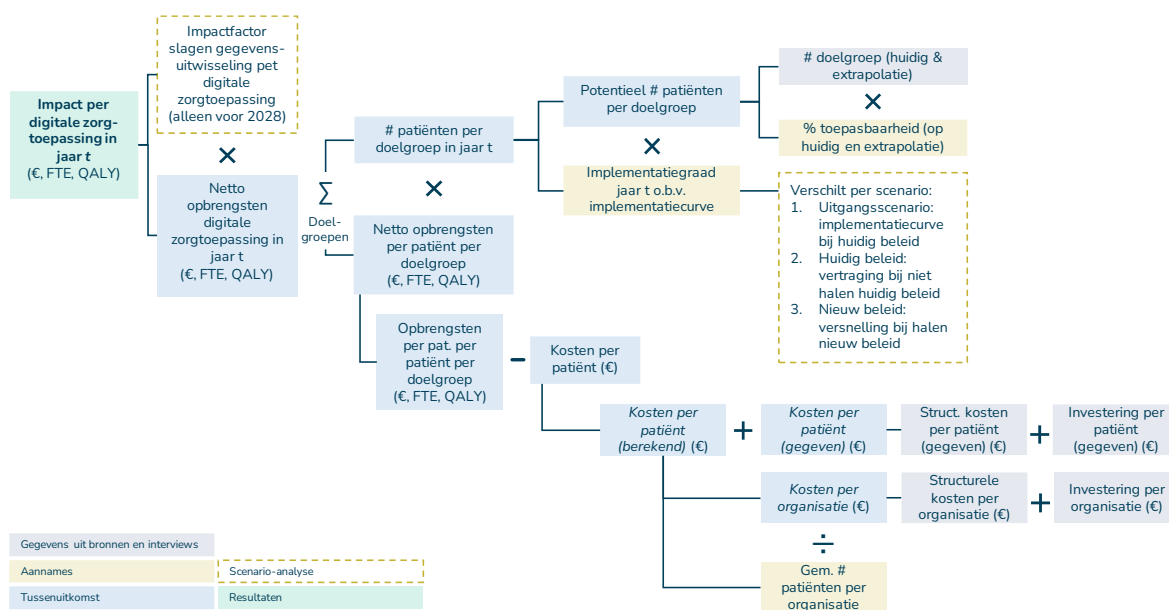 Impact per
digitale zorg-
toepassing in
jaar t
(€, FTE, QALY)
Impactfactor
slagen gegevens-
uitwisseling pet
digitale
zorgtoepassing
(alleen voor 2028)
×
Netto
opbrengsten
digitale
zorgtoepassing in
jaar t
(€, FTE, QALY)
∑
Doel-
groepen
# patiënten per
doelgroep in jaar t
×
Netto opbrengsten
per patiënt per
doelgroep
(€, FTE, QALY)
Potentieel # patiënten
per doelgroep
×
Implementatiegraad
jaar t o.b.v.
implementatiecurve
# doelgroep (huidig &
extrapolatie)
×
% toepasbaarheid (op
huidig en extrapolatie)
Verschilt per scenario:
1. Uitgangsscenario:
implementatiecurve
bij huidig beleid
2. Huidig beleid:
vertraging bij niet
halen huidig beleid
3. Nieuw beleid:
versnelling bij halen
nieuw beleid
Opbrengsten
per pat. per
patiënt per
doelgroep
(€, FTE, QALY)
−
Kosten per
patiënt (€)
Kosten per
patiënt
(berekend) (€)
+
Kosten per
patiënt
(gegeven) (€)
Struct. kosten
per patiënt
(gegeven) (€)
+
Investering per
patiënt
(gegeven) (€)
Kosten per
organisatie (€)
Structurele
kosten per
organisatie (€)
+
Investering per
organisatie (€)
÷
Gem. #
patiënten per
organisatie
Gegevens uit bronnen en interviews
Aannames
Scenario-analyse
Tussenuitkomst
Resultaten